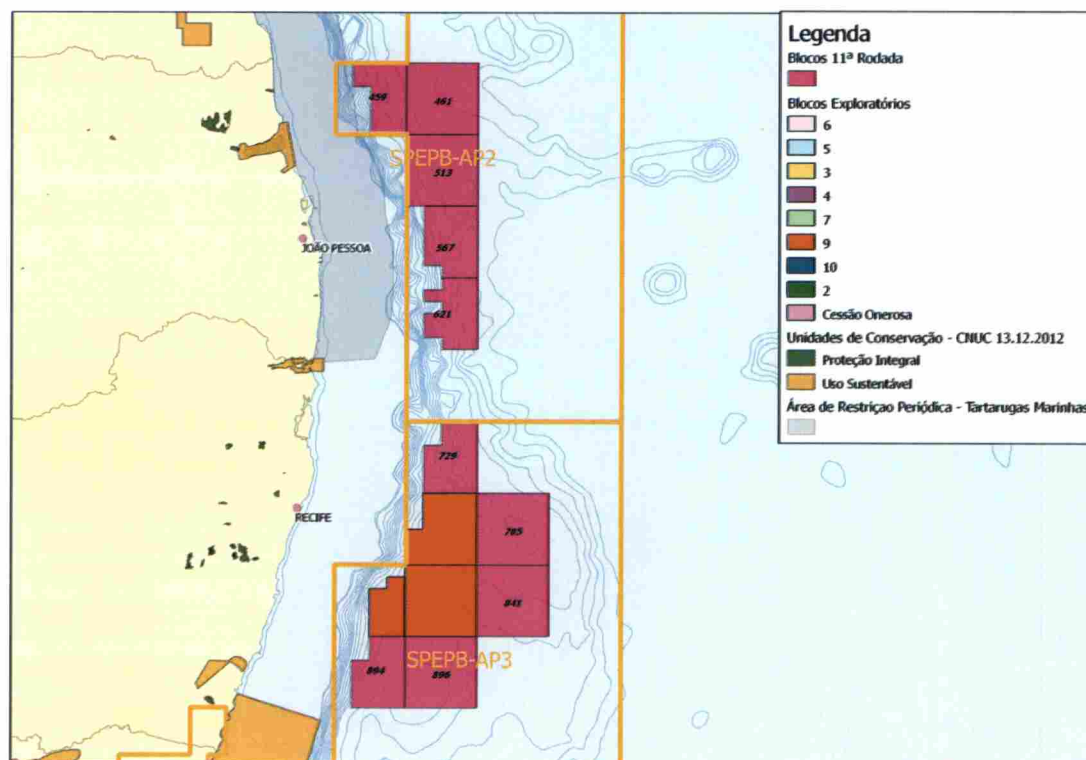 459
461
SPEPB-AP2
513
JOÃO PESSOA
567
621
729
RECIFE
785
841
SPEPB-AP3
894
896
Legenda
Blocos 11ª Rodada
Blocos Exploratórios
6
5
3
4
7
9
10
2
Cessão Onerosa
Unidades de Conservação - CNUC 13.12.2012
Proteção Integral
Uso Sustentável
Área de Restriçao Periódica - Tartarugas Marinhas